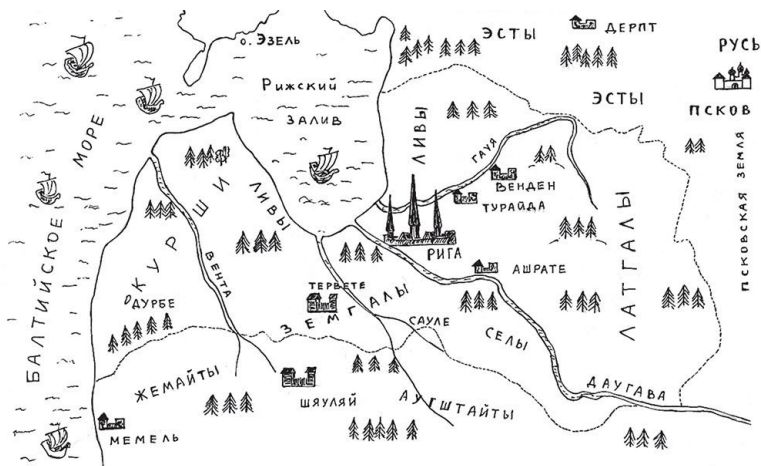 о. Эзель
ЭСТЫ
ДЕРПТ
РУСЬ
Рижский
ЗАЛИВ
ЭСТЫ
ПСКОВ
БАЛТИЙСКОЕ МОРЕ
ЛИВЫ
ГАУЯ
ПСКОВСКАЯ ЗЕМЛЯ
КУРШИ
ЛИВЫ
ВЕНДЕН
ТУРАЙДА
РИГА
ЛАТГАЛЫ
ВЕНТА
АШРАТЕ
ТЕРВЕТЕ
ДУРБЕ
ЗЕМГАЛЫ
САУЛЕ
СЕЛЫ
ЖЕМАЙТЫ
ШЯУЛЯЙ
АУГШТАЙТЫ
ДАУГАВА
МЕМЕЛЬ